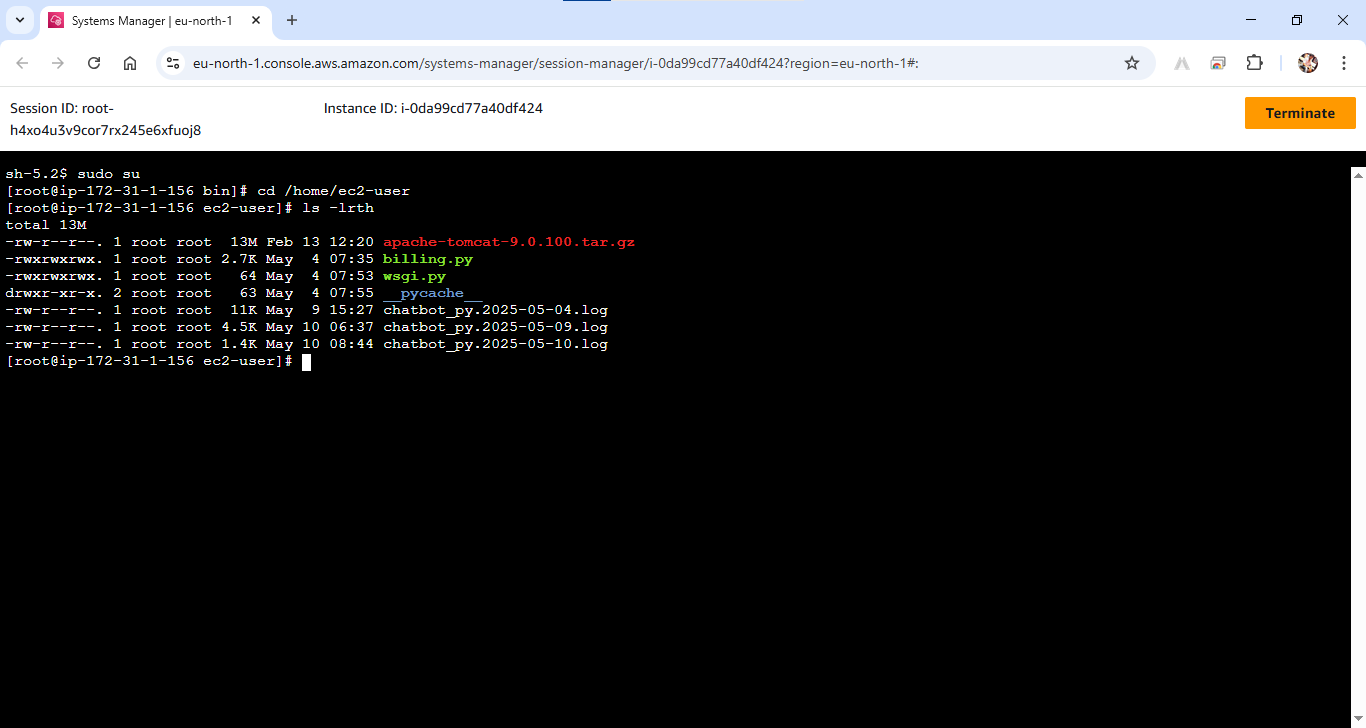 Systems Manager | eu-north-1
eu-north-1.console.aws.amazon.com/systems-manager/session-manager/i-0da99cd77a40df424?region=eu-north-1#:
Session ID: root-
h4xo4u3v9cor7rx245e6xfuoj8
Instance ID: i-0da99cd77a40df424
Terminate
sh-5.2$ sudo su
[root@ip-172-31-1-156 bin]# cd /home/ec2-user
[root@ip-172-31-1-156 ec2-user]# ls -lrth
total 13M
-rw-r--r--. 1 root root  13M Feb 13 12:20 apache-tomcat-9.0.100.tar.gz
-rwxrwxrwx. 1 root root 2.7K May  4 07:35 billing.py
-rwxrwxrwx. 1 root root   64 May  4 07:53 wsgi.py
drwxr-xr-x. 2 root root   63 May  4 07:55 __pycache__
-rw-r--r--. 1 root root  11K May  9 15:27 chatbot_py.2025-05-04.log
-rw-r--r--. 1 root root 4.5K May 10 06:37 chatbot_py.2025-05-09.log
-rw-r--r--. 1 root root 1.4K May 10 08:44 chatbot_py.2025-05-10.log
[root@ip-172-31-1-156 ec2-user]#